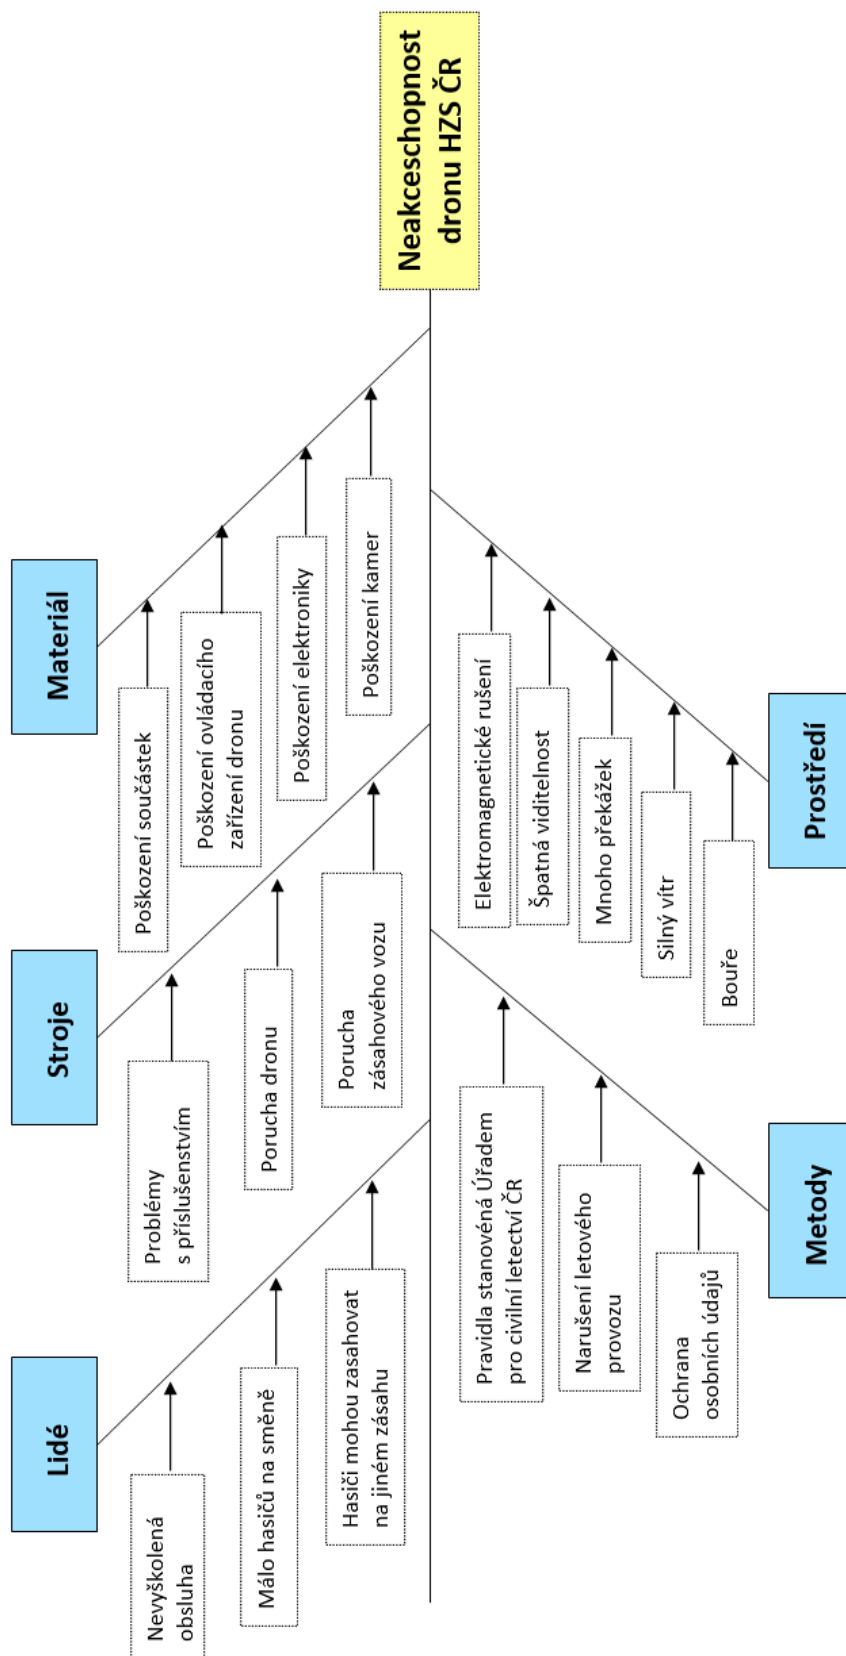 Lidé
Nevyškolená
obsluha
Málo hasičů na směně
Hasiči mohou zasahovat
na jiném zásahu
Stroje
Problémy
s příslušenstvím
Porucha dronu
Porucha
zásahového vozu
Materiál
Poškození součástek
Poškození ovládacího
zařízení dronu
Poškození elektroniky
Poškození kamer
Neakceschopnost
dronu HZS ČR
Pravidla stanovéná Úřadem
pro civilní letectví ČR
Narušení letového
provozu
Ochrana
osobních údajů
Metody
Elektromagnetické rušení
Špatná viditelnost
Mnoho překážek
Silný vítr
Bouře
Prostředí